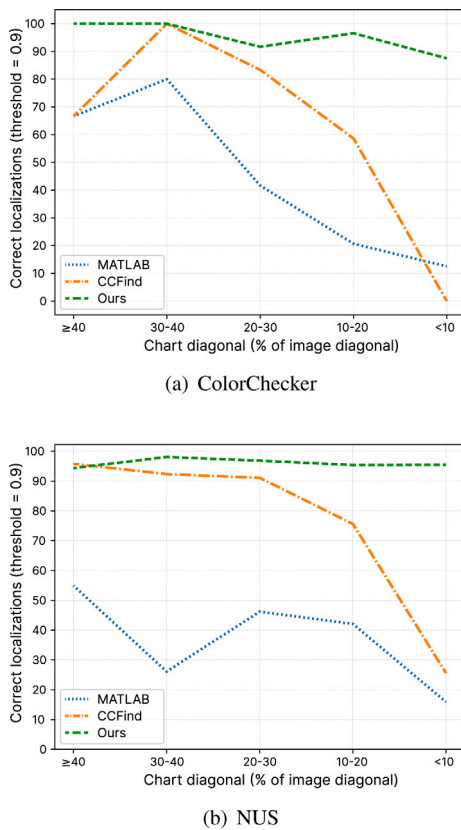 Correct localizations (threshold = 0.9)
100
90
80
70
60
50
40
30
20
10
0
MATLAB
CCFind
Ours
≥40
30-40
20-30
10-20
<10
Chart diagonal (% of image diagonal)
(a) ColorChecker
Correct localizations (threshold = 0.9)
100
90
80
70
60
50
40
30
20
10
0
MATLAB
CCFind
Ours
≥40
30-40
20-30
10-20
<10
Chart diagonal (% of image diagonal)
(b) NUS